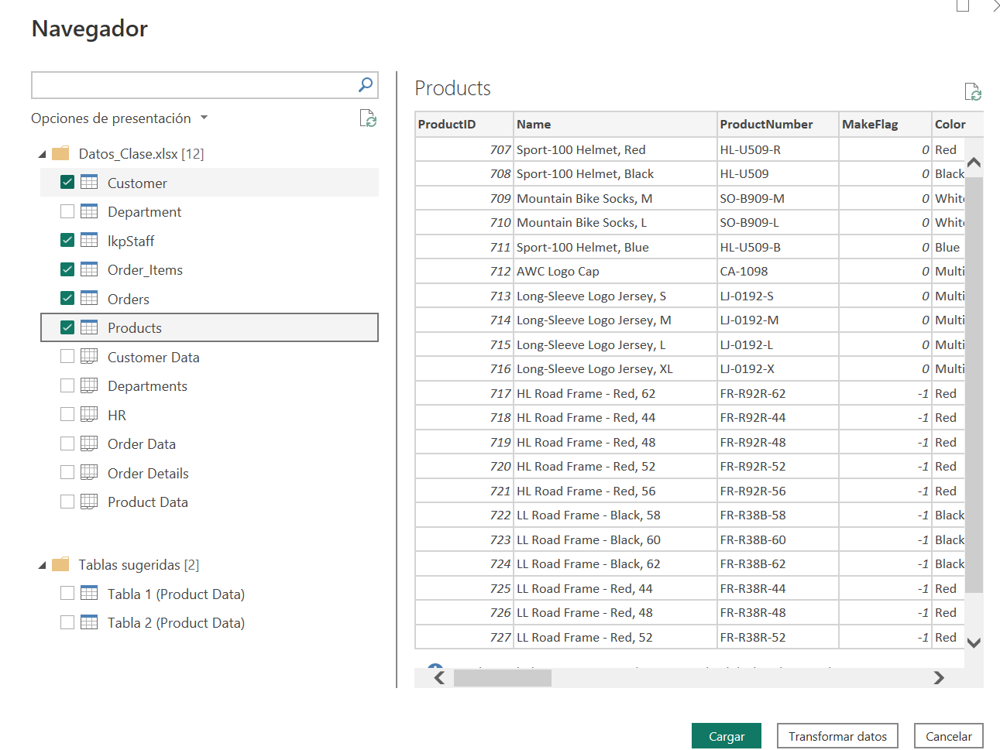 Navegador
Opciones de presentación
Datos_Clase.xlsx [12]
Customer
Department
lkpStaff
Order_Items
Orders
Products
Customer Data
Departments
HR
Order Data
Order Details
Product Data
Tablas sugeridas [2]
Tabla 1 (Product Data)
Tabla 2 (Product Data)
Products
ProductID Name ProductNumber MakeFlag Color
707 Sport-100 Helmet, Red HL-U509-R 0 Red
708 Sport-100 Helmet, Black HL-U509 0 Black
709 Mountain Bike Socks, M SO-B909-M 0 White
710 Mountain Bike Socks, L SO-B909-L 0 White
711 Sport-100 Helmet, Blue HL-U509-B 0 Blue
712 AWC Logo Cap CA-1098 0 Multi
713 Long-Sleeve Logo Jersey, S LJ-0192-S 0 Multi
714 Long-Sleeve Logo Jersey, M LJ-0192-M 0 Multi
715 Long-Sleeve Logo Jersey, L LJ-0192-L 0 Multi
716 Long-Sleeve Logo Jersey, XL LJ-0192-X 0 Multi
717 HL Road Frame - Red, 62 FR-R92R-62 -1 Red
718 HL Road Frame - Red, 44 FR-R92R-44 -1 Red
719 HL Road Frame - Red, 48 FR-R92R-48 -1 Red
720 HL Road Frame - Red, 52 FR-R92R-52 -1 Red
721 HL Road Frame - Red, 56 FR-R92R-56 -1 Red
722 LL Road Frame - Black, 58 FR-R38B-58 -1 Black
723 LL Road Frame - Black, 60 FR-R38B-60 -1 Black
724 LL Road Frame - Black, 62 FR-R38B-62 -1 Black
725 LL Road Frame - Red, 44 FR-R38R-44 -1 Red
726 LL Road Frame - Red, 48 FR-R38R-48 -1 Red
727 LL Road Frame - Red, 52 FR-R38R-52 -1 Red
Cargar Transformar datos Cancelar